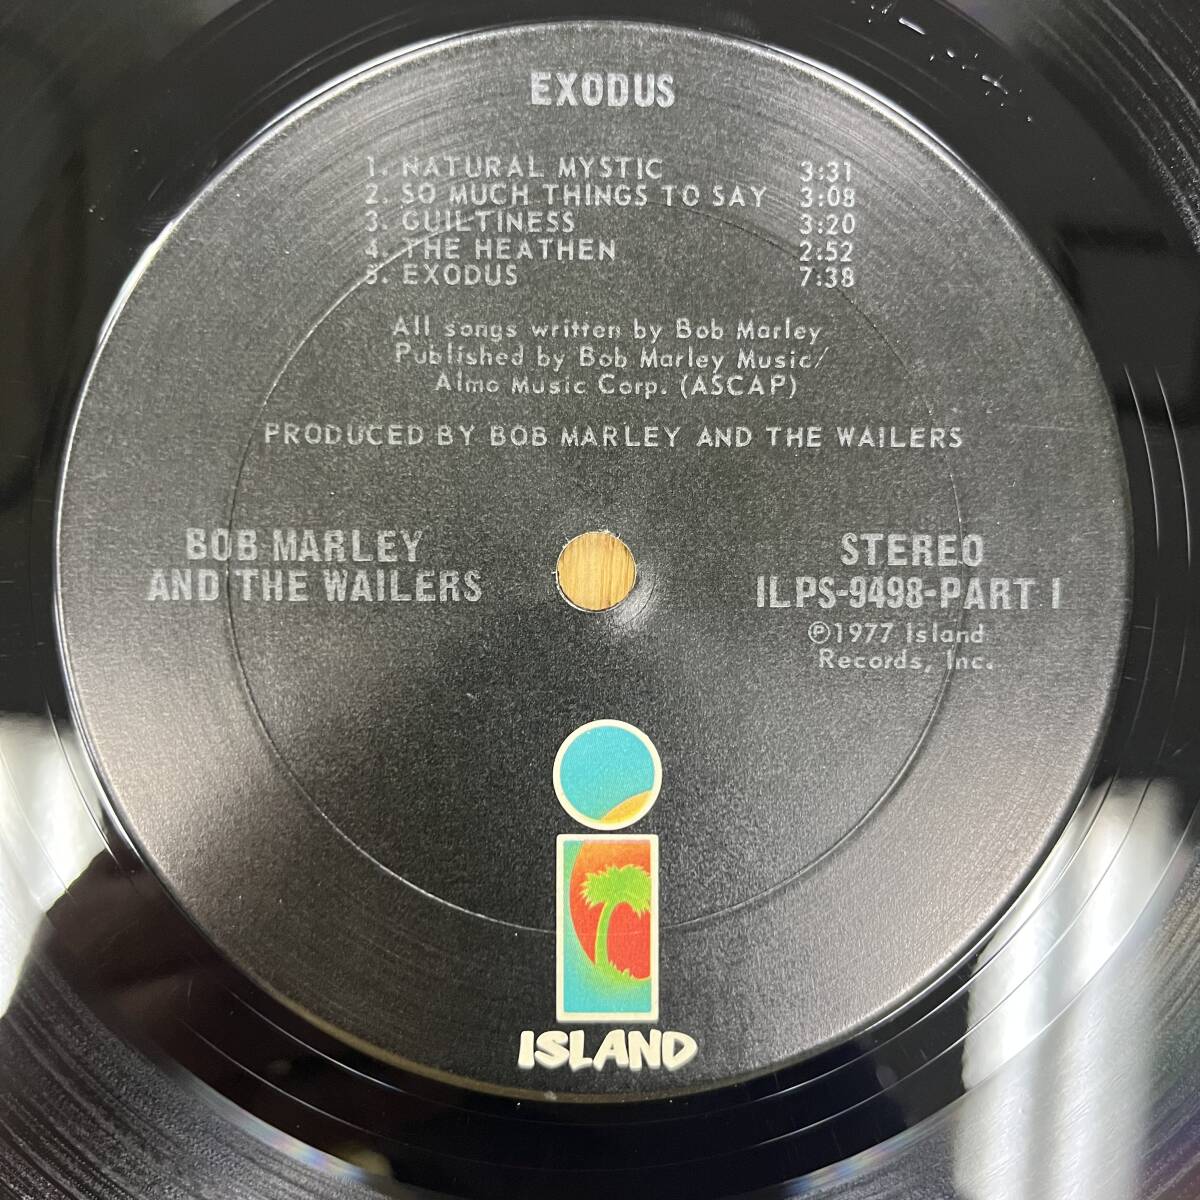 EXODUS
1. NATURAL MYSTIC 3:31
2. SO MUCH THINGS TO SAY 3:08
3. GUILTINESS 3:20
4. THE HEATHEN 2:52
5. EXODUS 7:38
All songs written by Bob Marley
Published by Bob Marley Music/
Almo Music Corp. (ASCAP)
PRODUCED BY BOB MARLEY AND THE WAILERS
BOB MARLEY
AND THE WAILERS
STEREO
ILPS-9498-PART I
℗1977 Island
Records, Inc.
ISLAND